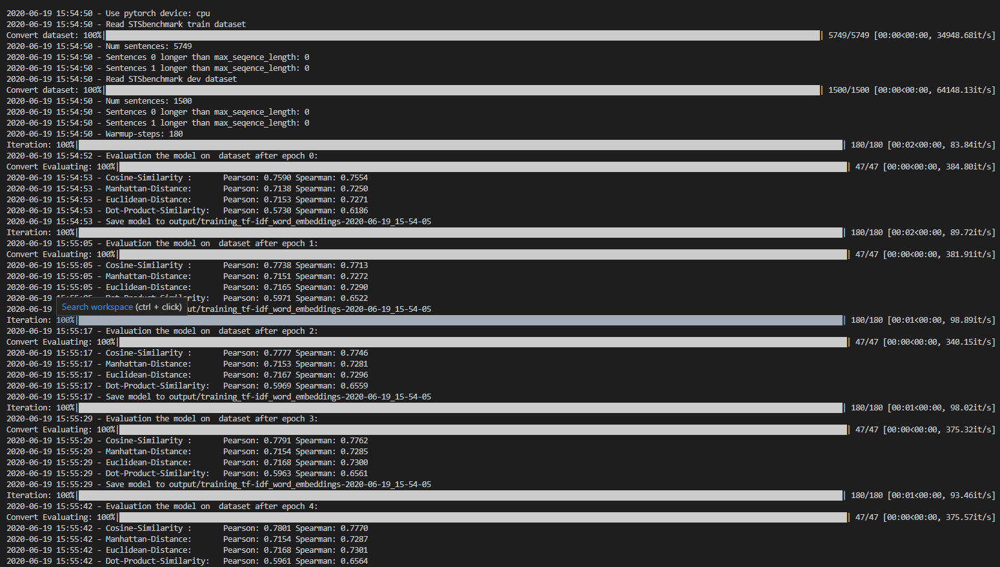 2020-06-19 15:54:50 - Use pytorch device: cpu
2020-06-19 15:54:50 - Read STSbenchmark train dataset
Convert dataset: 100%| | 5749/5749 [00:00<00:00, 34948.68it/s]
2020-06-19 15:54:50 - Num sentences: 5749
2020-06-19 15:54:50 - Sentences 0 longer than max_seqence_length: 0
2020-06-19 15:54:50 - Sentences 1 longer than max_seqence_length: 0
2020-06-19 15:54:50 - Read STSbenchmark dev dataset
Convert dataset: 100%| | 1500/1500 [00:00<00:00, 64148.13it/s]
2020-06-19 15:54:50 - Num sentences: 1500
2020-06-19 15:54:50 - Sentences 0 longer than max_seqence_length: 0
2020-06-19 15:54:50 - Sentences 1 longer than max_seqence_length: 0
2020-06-19 15:54:50 - Warmup-steps: 180
Iteration: 100%| | 180/180 [00:02<00:00, 83.84it/s]
2020-06-19 15:54:52 - Evaluation the model on  dataset after epoch 0:
Convert Evaluating: 100%| | 47/47 [00:00<00:00, 384.80it/s]
2020-06-19 15:54:53 - Cosine-Similarity :       Pearson: 0.7590 Spearman: 0.7554
2020-06-19 15:54:53 - Manhattan-Distance:       Pearson: 0.7138 Spearman: 0.7250
2020-06-19 15:54:53 - Euclidean-Distance:       Pearson: 0.7153 Spearman: 0.7271
2020-06-19 15:54:53 - Dot-Product-Similarity:   Pearson: 0.5730 Spearman: 0.6186
2020-06-19 15:54:53 - Save model to output/training_tf-idf_word_embeddings-2020-06-19_15-54-05
Iteration: 100%| | 180/180 [00:02<00:00, 89.72it/s]
2020-06-19 15:55:05 - Evaluation the model on  dataset after epoch 1:
Convert Evaluating: 100%| | 47/47 [00:00<00:00, 381.91it/s]
2020-06-19 15:55:05 - Cosine-Similarity :       Pearson: 0.7738 Spearman: 0.7713
2020-06-19 15:55:05 - Manhattan-Distance:       Pearson: 0.7151 Spearman: 0.7272
2020-06-19 15:55:05 - Euclidean-Distance:       Pearson: 0.7165 Spearman: 0.7290
2020-06-19 15:55:05 - Dot-Product-Similarity:   Pearson: 0.5971 Spearman: 0.6522
Search workspace (ctrl + click)
2020-06-19 put/training_tf-idf_word_embeddings-2020-06-19_15-54-05
Iteration: 100%| | 180/180 [00:01<00:00, 98.89it/s]
2020-06-19 15:55:17 - Evaluation the model on  dataset after epoch 2:
Convert Evaluating: 100%| | 47/47 [00:00<00:00, 340.15it/s]
2020-06-19 15:55:17 - Cosine-Similarity :       Pearson: 0.7777 Spearman: 0.7746
2020-06-19 15:55:17 - Manhattan-Distance:       Pearson: 0.7153 Spearman: 0.7281
2020-06-19 15:55:17 - Euclidean-Distance:       Pearson: 0.7167 Spearman: 0.7296
2020-06-19 15:55:17 - Dot-Product-Similarity:   Pearson: 0.5969 Spearman: 0.6559
2020-06-19 15:55:17 - Save model to output/training_tf-idf_word_embeddings-2020-06-19_15-54-05
Iteration: 100%| | 180/180 [00:01<00:00, 98.02it/s]
2020-06-19 15:55:29 - Evaluation the model on  dataset after epoch 3:
Convert Evaluating: 100%| | 47/47 [00:00<00:00, 375.32it/s]
2020-06-19 15:55:29 - Cosine-Similarity :       Pearson: 0.7791 Spearman: 0.7762
2020-06-19 15:55:29 - Manhattan-Distance:       Pearson: 0.7154 Spearman: 0.7285
2020-06-19 15:55:29 - Euclidean-Distance:       Pearson: 0.7168 Spearman: 0.7300
2020-06-19 15:55:29 - Dot-Product-Similarity:   Pearson: 0.5963 Spearman: 0.6561
2020-06-19 15:55:29 - Save model to output/training_tf-idf_word_embeddings-2020-06-19_15-54-05
Iteration: 100%| | 180/180 [00:01<00:00, 93.46it/s]
2020-06-19 15:55:42 - Evaluation the model on  dataset after epoch 4:
Convert Evaluating: 100%| | 47/47 [00:00<00:00, 375.57it/s]
2020-06-19 15:55:42 - Cosine-Similarity :       Pearson: 0.7801 Spearman: 0.7770
2020-06-19 15:55:42 - Manhattan-Distance:       Pearson: 0.7154 Spearman: 0.7287
2020-06-19 15:55:42 - Euclidean-Distance:       Pearson: 0.7168 Spearman: 0.7301
2020-06-19 15:55:42 - Dot-Product-Similarity:   Pearson: 0.5961 Spearman: 0.6564